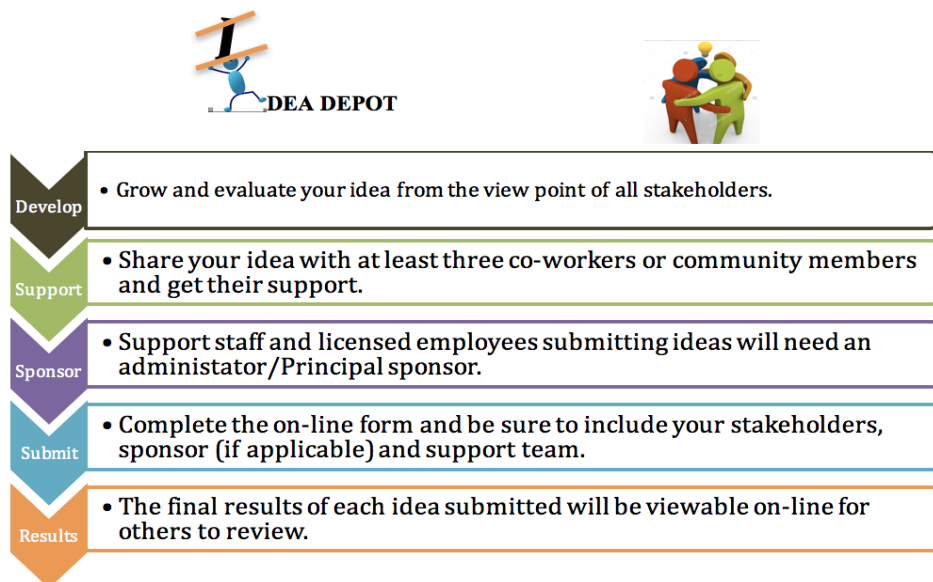 I
DEA DEPOT
Develop
• Grow and evaluate your idea from the view point of all stakeholders.
Support
• Share your idea with at least three co-workers or community members
and get their support.
Sponsor
• Support staff and licensed employees submitting ideas will need an
administator/Principal sponsor.
Submit
• Complete the on-line form and be sure to include your stakeholders,
sponsor (if applicable) and support team.
Results
• The final results of each idea submitted will be viewable on-line for
others to review.